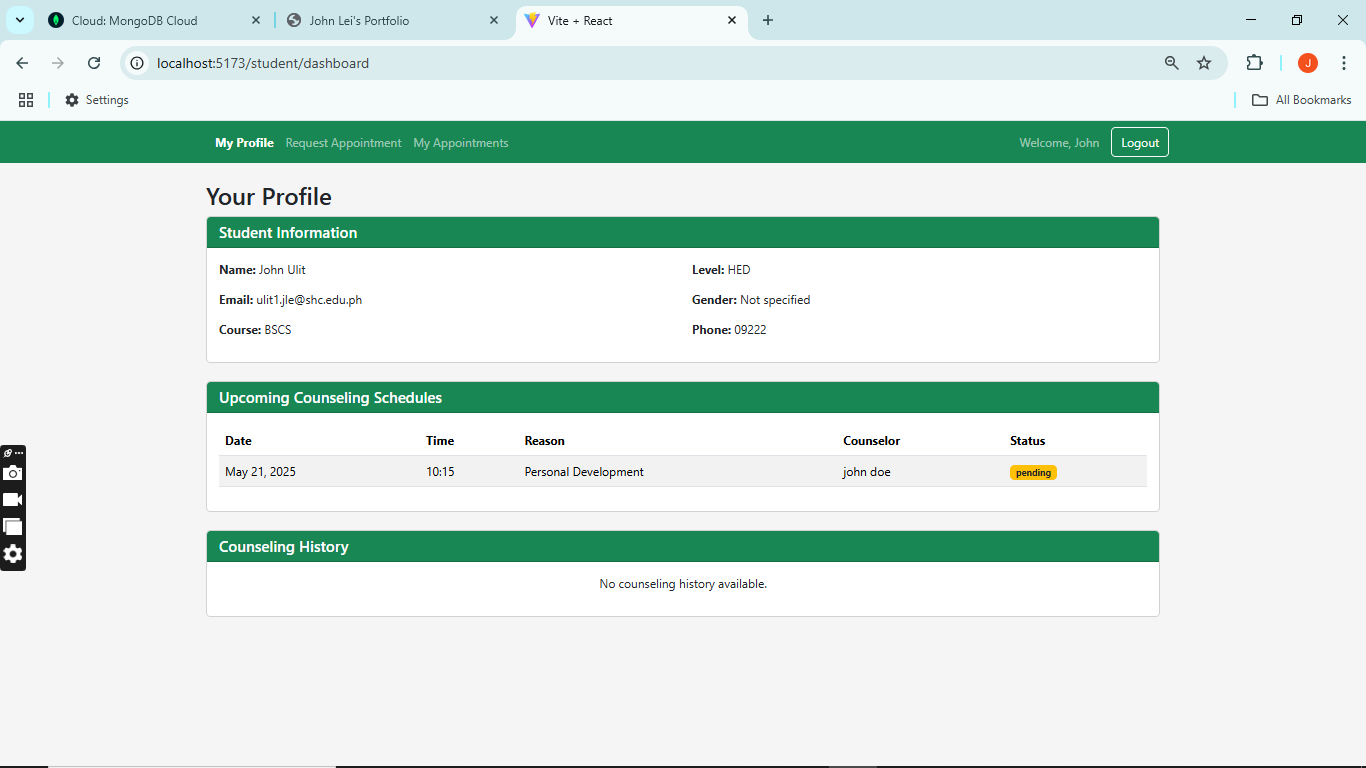 Cloud: MongoDB Cloud
John Lei's Portfolio
Vite + React
localhost:5173/student/dashboard
J
Settings
All Bookmarks
My Profile Request Appointment My Appointments Welcome, John Logout
Your Profile
Student Information
Name: John Ulit Level: HED
Email: ulit1.jle@shc.edu.ph Gender: Not specified
Course: BSCS Phone: 09222
Upcoming Counseling Schedules
Date Time Reason Counselor Status
May 21, 2025 10:15 Personal Development john doe pending
Counseling History
No counseling history available.